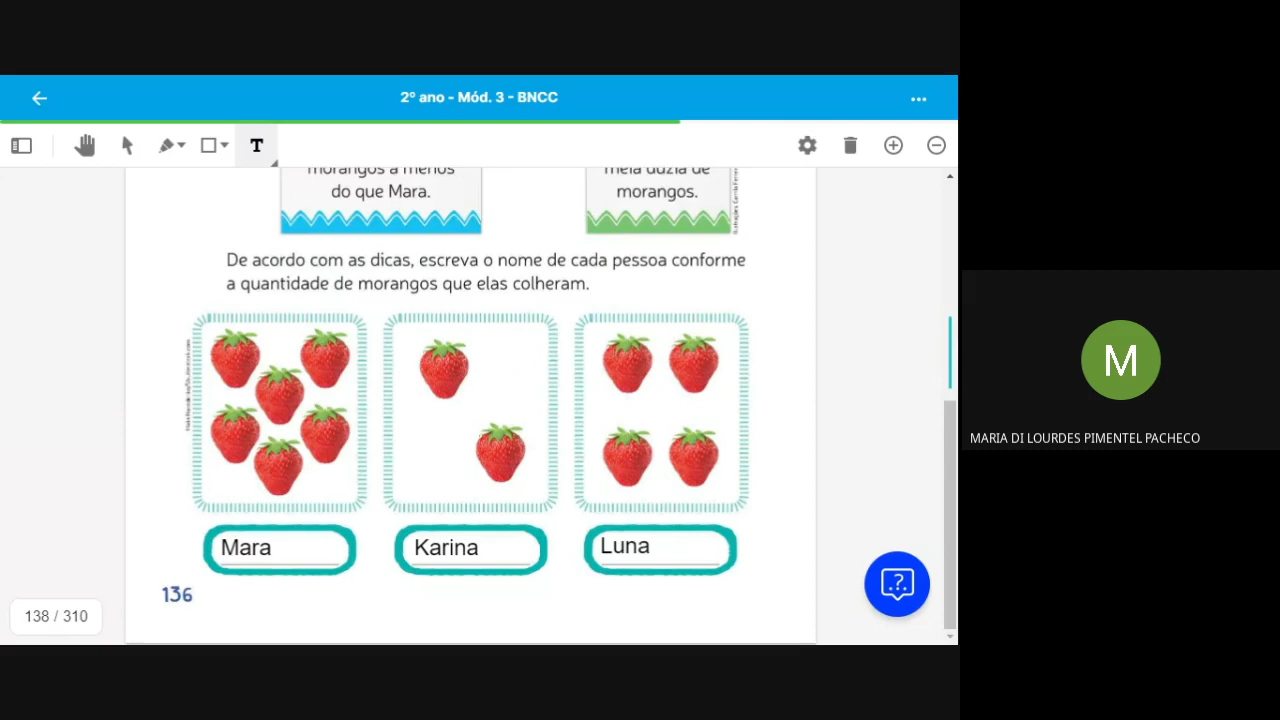 2º ano - Mód. 3 - BNCC
T
morangos a menos
do que Mara.
meia dúzia de
morangos.
De acordo com as dicas, escreva o nome de cada pessoa conforme
a quantidade de morangos que elas colheram.
Mara
Karina
Luna
136
138 / 310
M
MARIA DI LOURDES PIMENTEL PACHECO